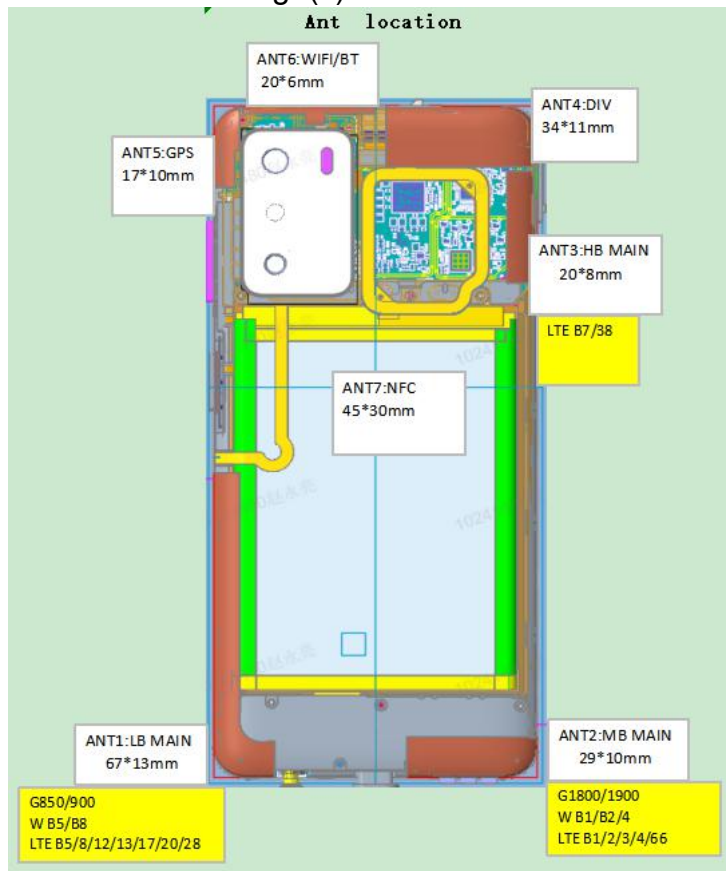 Ant location
ANT6:WIFI/BT
20*6mm
ANT4:DIV
34*11mm
ANT5:GPS
17*10mm
ANT3:HB MAIN
20*8mm
LTE B7/38
ANT7:NFC
45*30mm
ANT1:LB MAIN
67*13mm
ANT2:MB MAIN
29*10mm
G850/900
W B5/B8
LTE B5/8/12/13/17/20/28
G1800/1900
W B1/B2/4
LTE B1/2/3/4/66